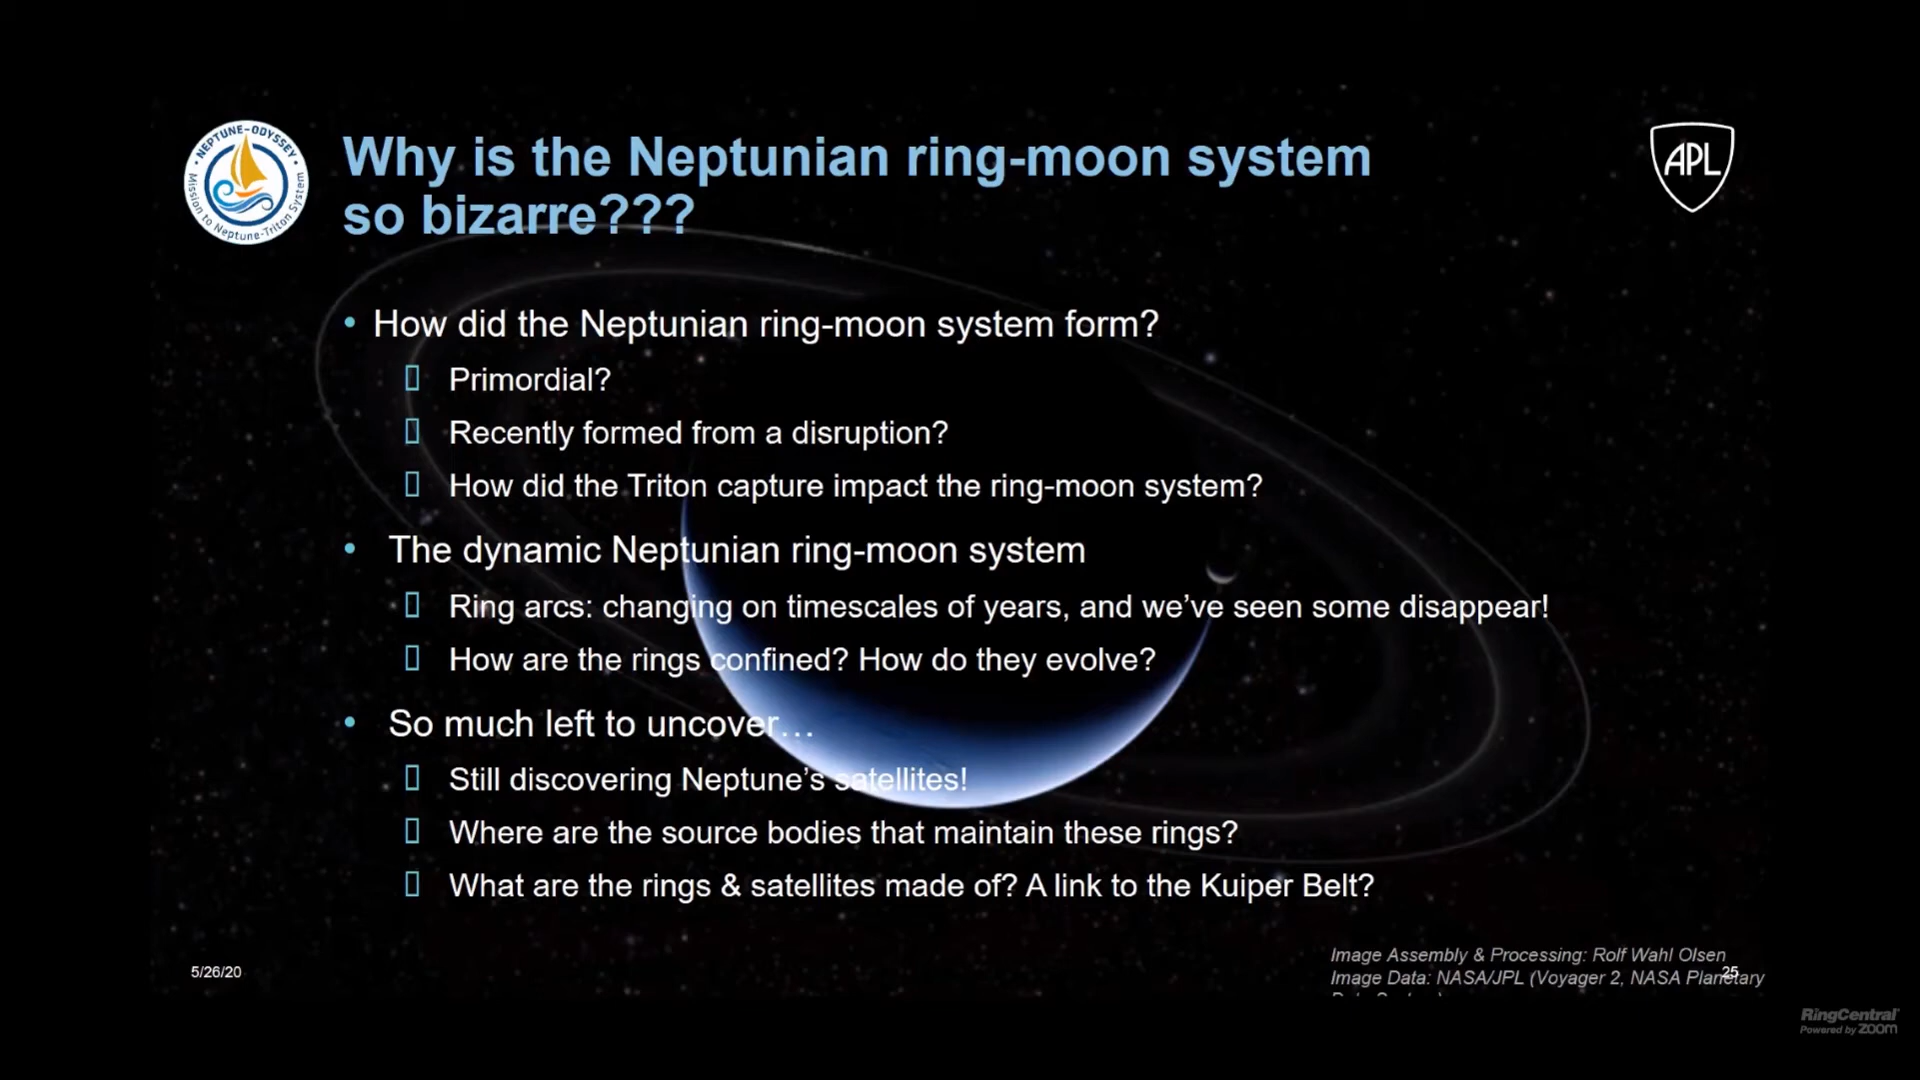 NEPTUNE-ODYSSEY
Mission to Neptune-Triton System
APL
Why is the Neptunian ring-moon system
so bizarre???
• How did the Neptunian ring-moon system form?
Primordial?
Recently formed from a disruption?
How did the Triton capture impact the ring-moon system?
• The dynamic Neptunian ring-moon system
Ring arcs: changing on timescales of years, and we’ve seen some disappear!
How are the rings confined? How do they evolve?
• So much left to uncover…
Still discovering Neptune’s satellites!
Where are the source bodies that maintain these rings?
What are the rings & satellites made of? A link to the Kuiper Belt?
5/26/20
Image Assembly & Processing: Rolf Wahl Olsen
Image Data: NASA/JPL (Voyager 2, NASA Planetary
25
RingCentral
Powered by zoom